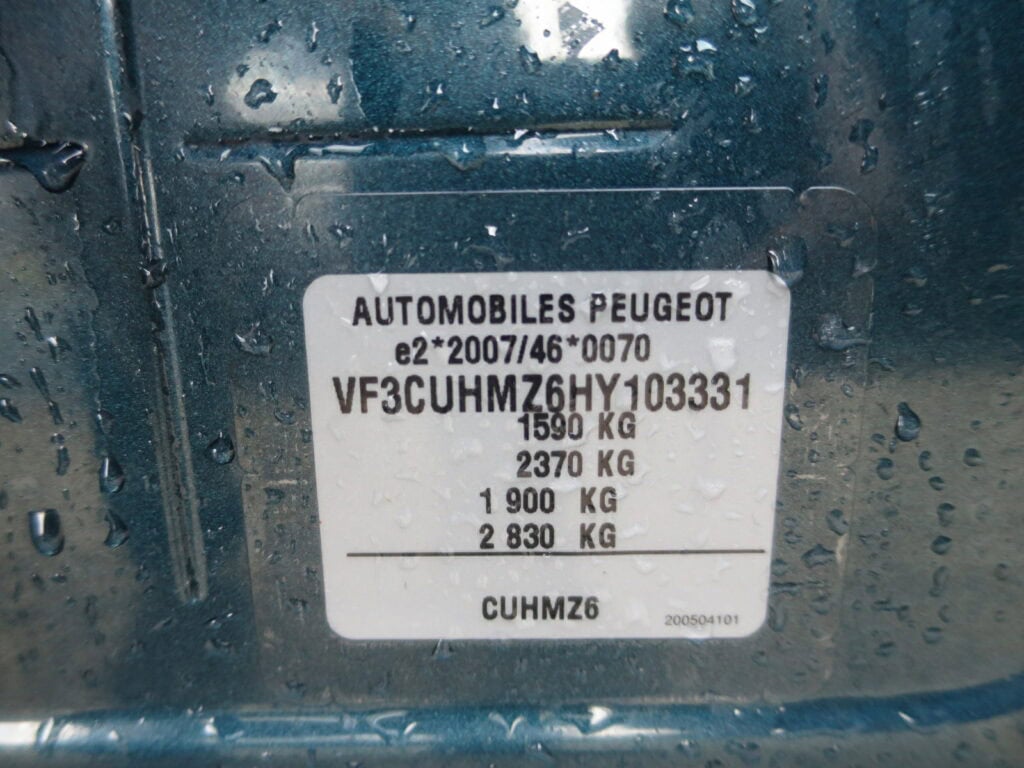 AUTOMOBILES PEUGEOT
e2*2007/46*0070
VF3CUHMZ6HY103331
1590 KG
2370 KG
1 900 KG
2 830 KG
CUHMZ6
200504101